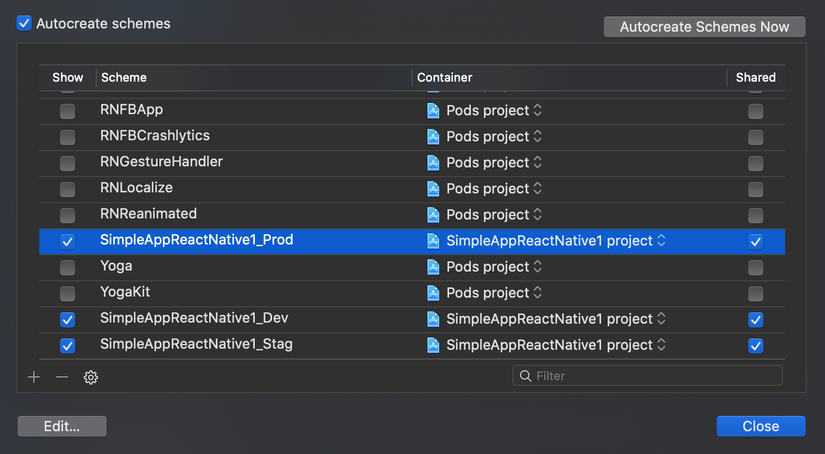 Autocreate schemes
Autocreate Schemes Now
Show Scheme Container Shared
RNFBApp Pods project
RNFBCrashlytics Pods project
RNGestureHandler Pods project
RNLocalize Pods project
RNReanimated Pods project
SimpleAppReactNative1_Prod SimpleAppReactNative1 project
Yoga Pods project
YogaKit Pods project
SimpleAppReactNative1_Dev SimpleAppReactNative1 project
SimpleAppReactNative1_Stag SimpleAppReactNative1 project
Filter
Edit... Close